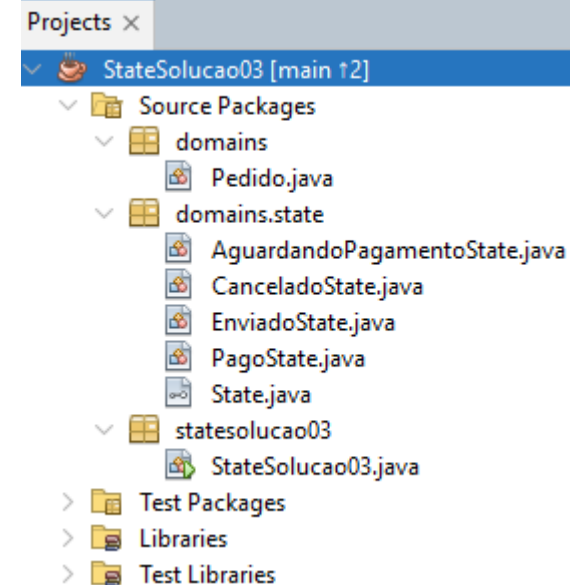 Projects ×
StateSolucao03 [main ↑2]
Source Packages
domains
Pedido.java
domains.state
AguardandoPagamentoState.java
CanceladoState.java
EnviadoState.java
PagoState.java
State.java
statesolucao03
StateSolucao03.java
Test Packages
Libraries
Test Libraries